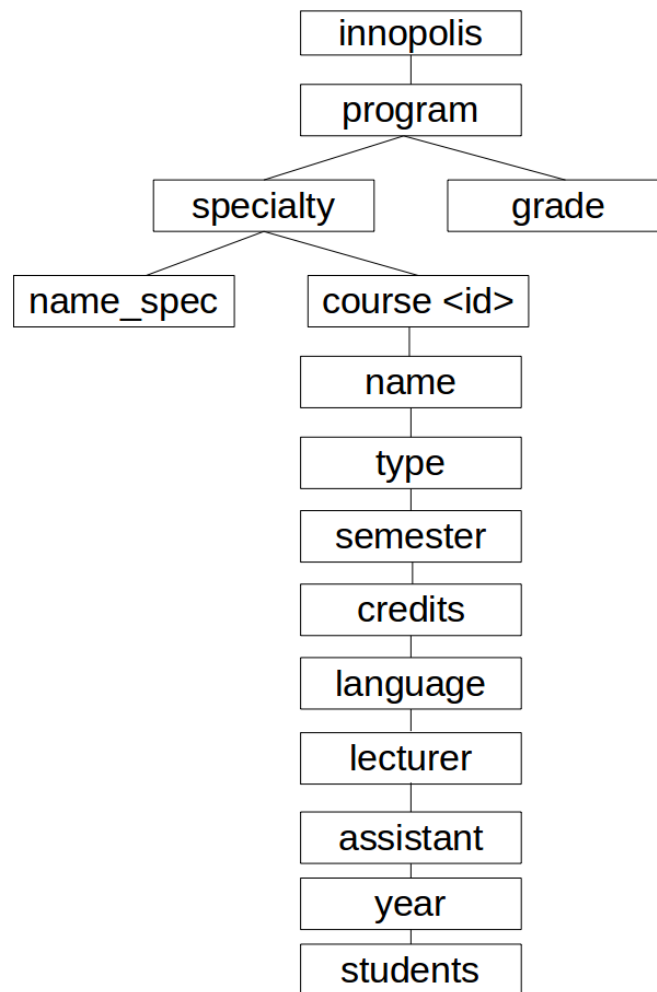 innopolis
program
specialty
grade
name_spec
course <id>
name
type
semester
credits
language
lecturer
assistant
year
students